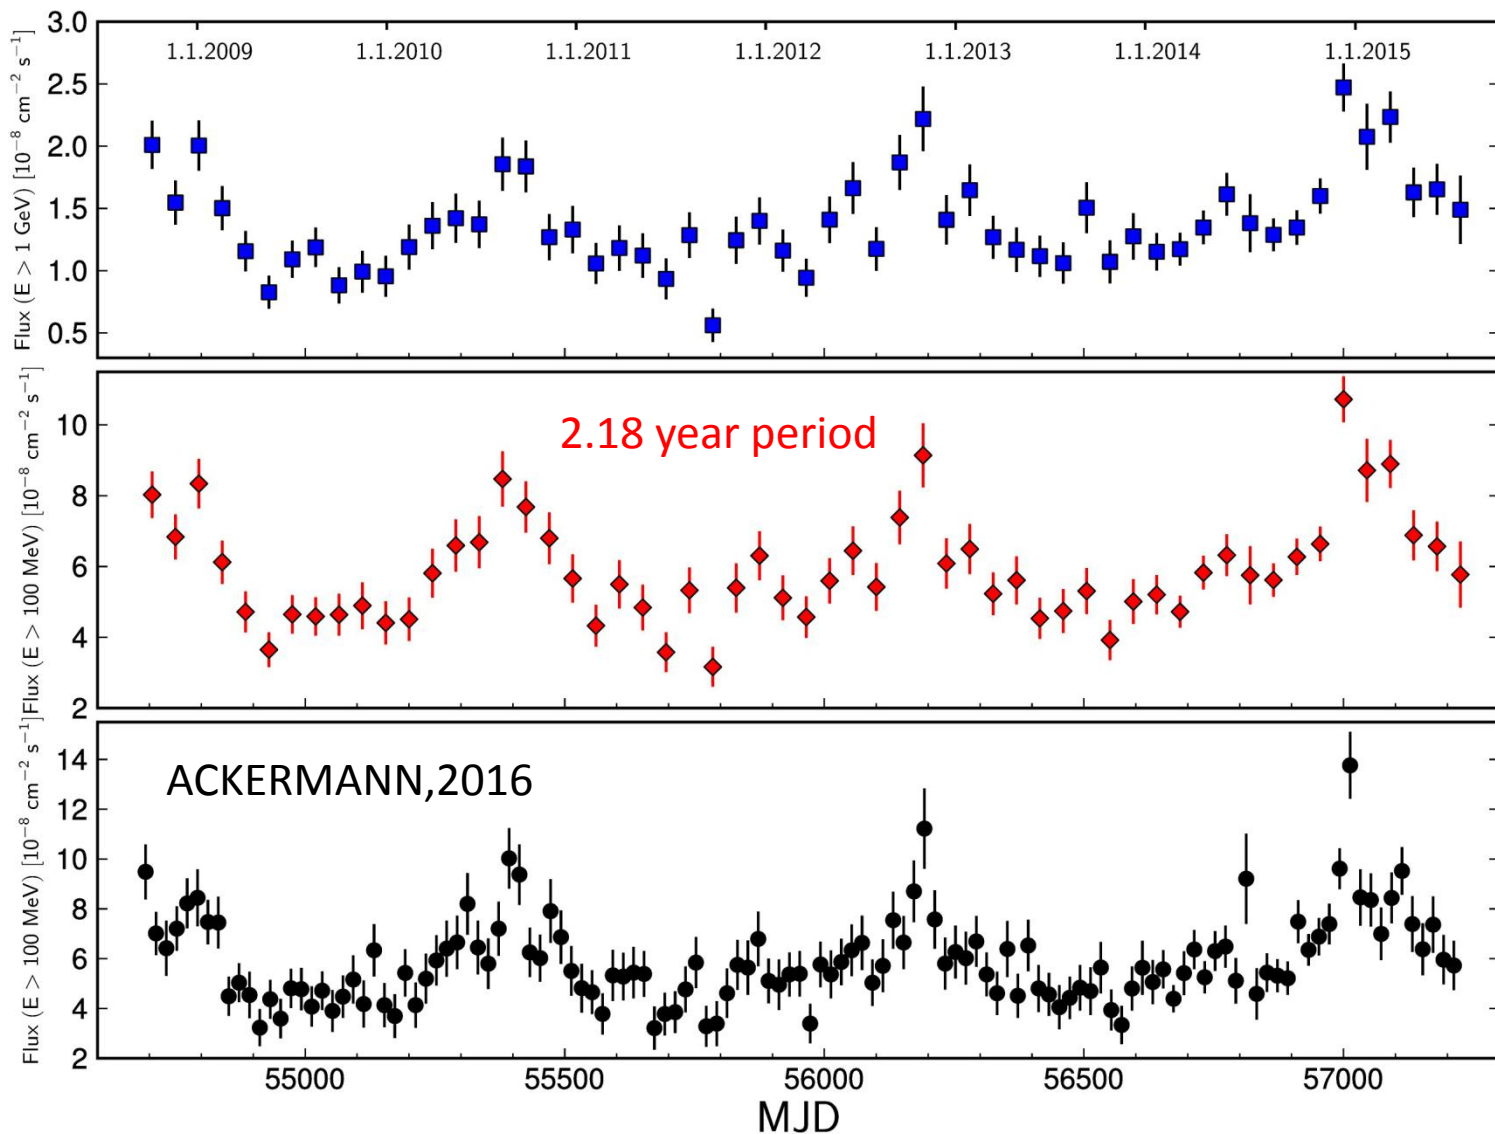 3.0
1.1.2009 1.1.2010 1.1.2011 1.1.2012 1.1.2013 1.1.2014 1.1.2015
2.5
2.0
1.5
1.0
0.5
Flux (E > 1 GeV) [10⁻⁸ cm⁻² s⁻¹]
10
2.18 year period
8
6
4
2
Flux (E > 100 MeV) [10⁻⁸ cm⁻² s⁻¹]
14
ACKERMANN,2016
12
10
8
6
4
2
Flux (E > 100 MeV) [10⁻⁸ cm⁻² s⁻¹]
55000 55500 56000 56500 57000
MJD